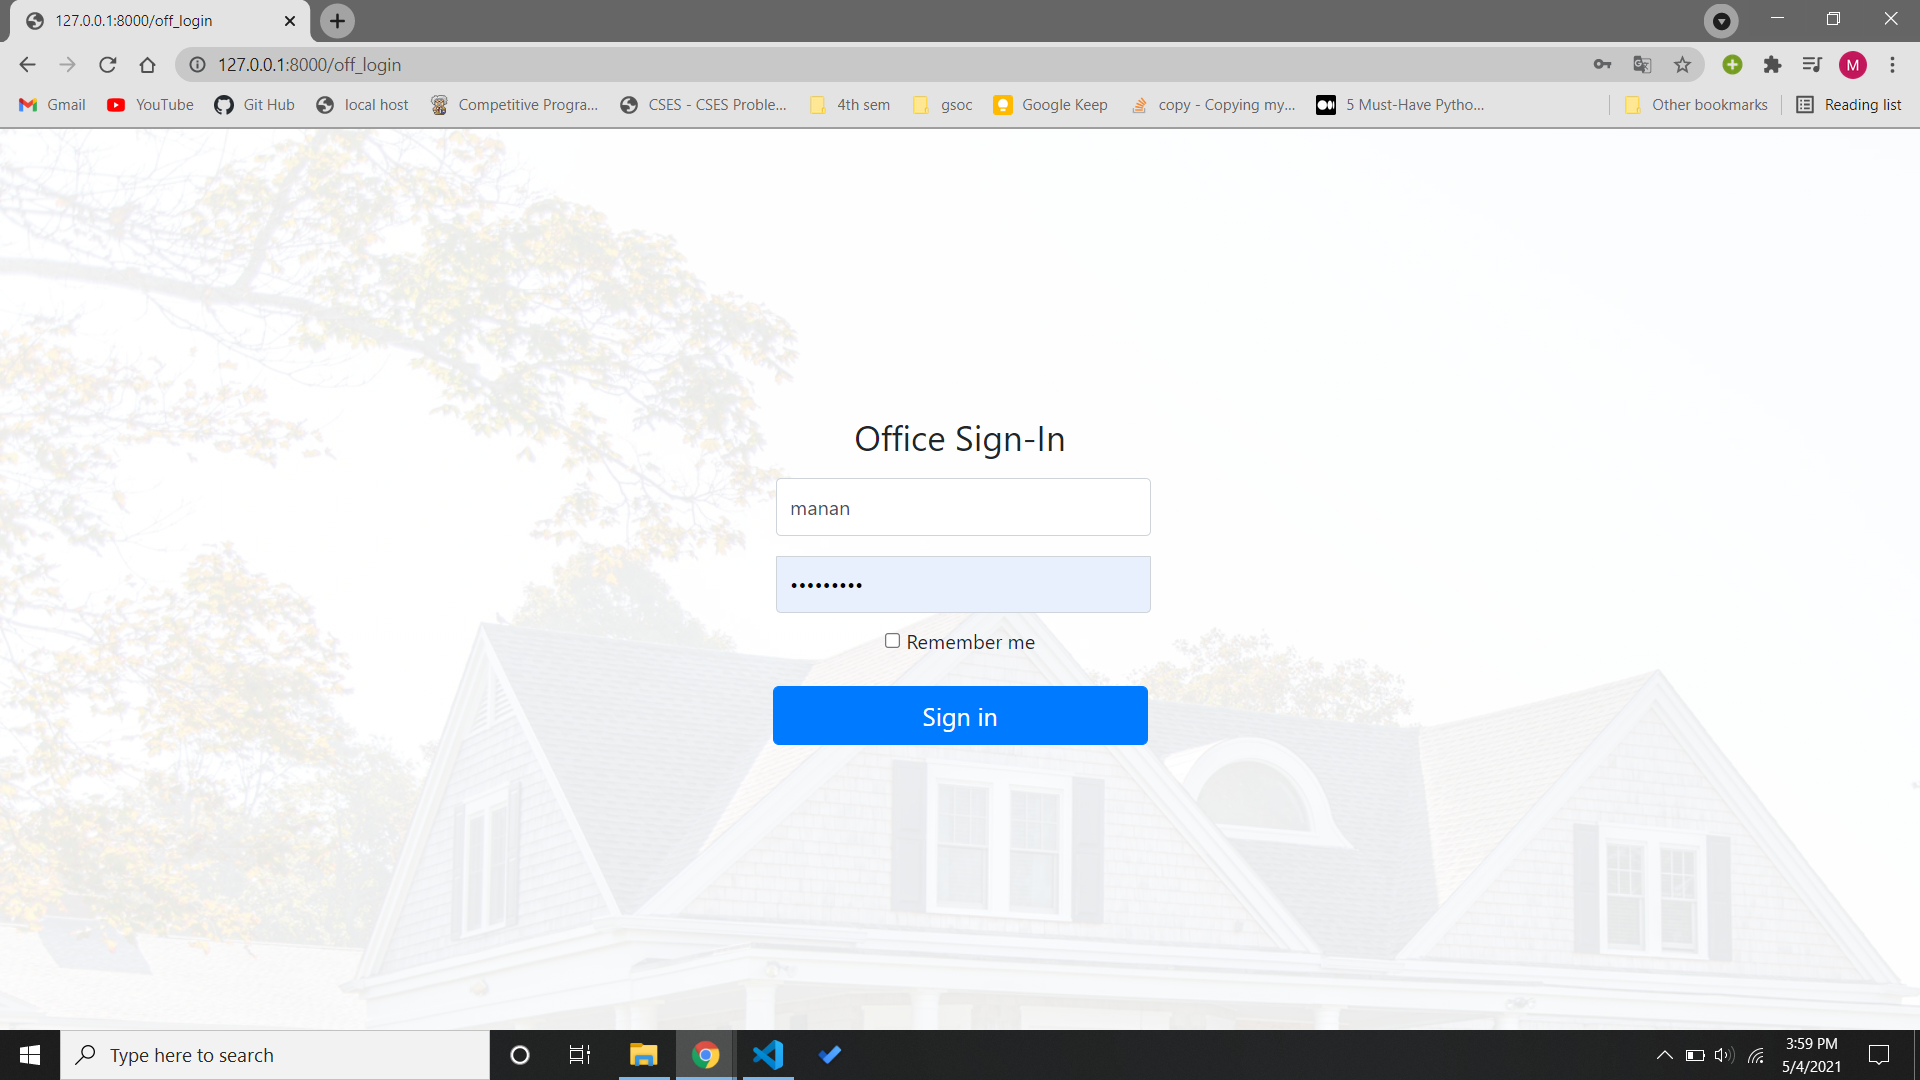 127.0.0.1:8000/off_login
127.0.0.1:8000/off_login
M
Gmail
YouTube
Git Hub
local host
Competitive Progra...
CSES - CSES Proble...
4th sem
gsoc
Google Keep
copy - Copying my...
5 Must-Have Pytho...
Other bookmarks
Reading list
Office Sign-In
manan
•••••••••
Remember me
Sign in
Type here to search
3:59 PM
5/4/2021